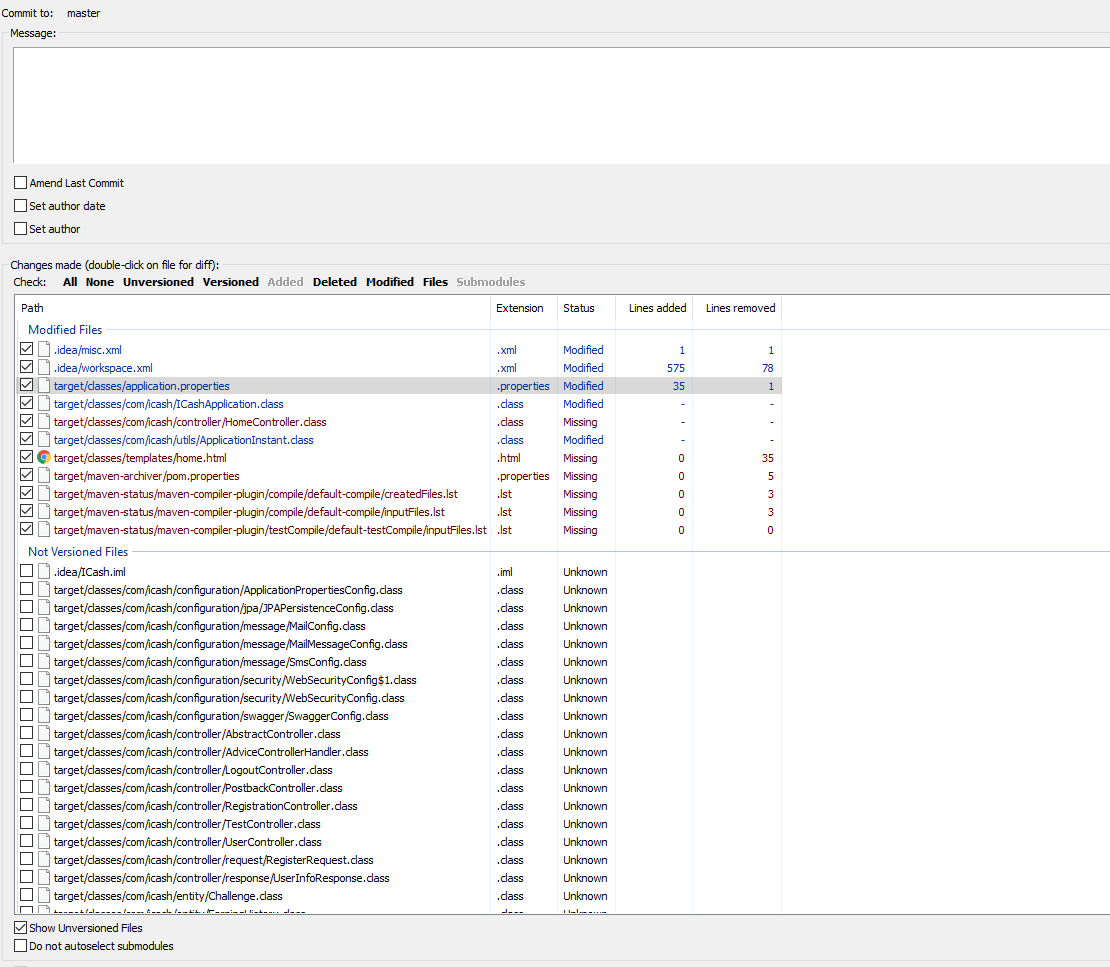 Commit to: master
Message:
Amend Last Commit
Set author date
Set author
Changes made (double-click on file for diff):
Check: All None Unversioned Versioned Added Deleted Modified Files Submodules
Path Extension Status Lines added Lines removed
Modified Files
.idea/misc.xml .xml Modified 1 1
.idea/workspace.xml .xml Modified 575 78
target/classes/application.properties .properties Modified 35 1
target/classes/com/icash/ICashApplication.class .class Modified - -
target/classes/com/icash/controller/HomeController.class .class Missing - -
target/classes/com/icash/utils/ApplicationInstant.class .class Modified - -
target/classes/templates/home.html .html Missing 0 35
target/maven-archiver/pom.properties .properties Missing 0 5
target/maven-status/maven-compiler-plugin/compile/default-compile/createdFiles.lst .lst Missing 0 3
target/maven-status/maven-compiler-plugin/compile/default-compile/inputFiles.lst .lst Missing 0 3
target/maven-status/maven-compiler-plugin/testCompile/default-testCompile/inputFiles.lst .lst Missing 0 0
Not Versioned Files
.idea/ICash.iml .iml Unknown
target/classes/com/icash/configuration/ApplicationPropertiesConfig.class .class Unknown
target/classes/com/icash/configuration/jpa/JPAPersistenceConfig.class .class Unknown
target/classes/com/icash/configuration/message/MailConfig.class .class Unknown
target/classes/com/icash/configuration/message/MailMessageConfig.class .class Unknown
target/classes/com/icash/configuration/message/SmsConfig.class .class Unknown
target/classes/com/icash/configuration/security/WebSecurityConfig$1.class .class Unknown
target/classes/com/icash/configuration/security/WebSecurityConfig.class .class Unknown
target/classes/com/icash/configuration/swagger/SwaggerConfig.class .class Unknown
target/classes/com/icash/controller/AbstractController.class .class Unknown
target/classes/com/icash/controller/AdviceControllerHandler.class .class Unknown
target/classes/com/icash/controller/LogoutController.class .class Unknown
target/classes/com/icash/controller/PostbackController.class .class Unknown
target/classes/com/icash/controller/RegistrationController.class .class Unknown
target/classes/com/icash/controller/TestController.class .class Unknown
target/classes/com/icash/controller/UserController.class .class Unknown
target/classes/com/icash/controller/request/RegisterRequest.class .class Unknown
target/classes/com/icash/controller/response/UserInfoResponse.class .class Unknown
target/classes/com/icash/entity/Challenge.class .class Unknown
Show Unversioned Files
Do not autoselect submodules